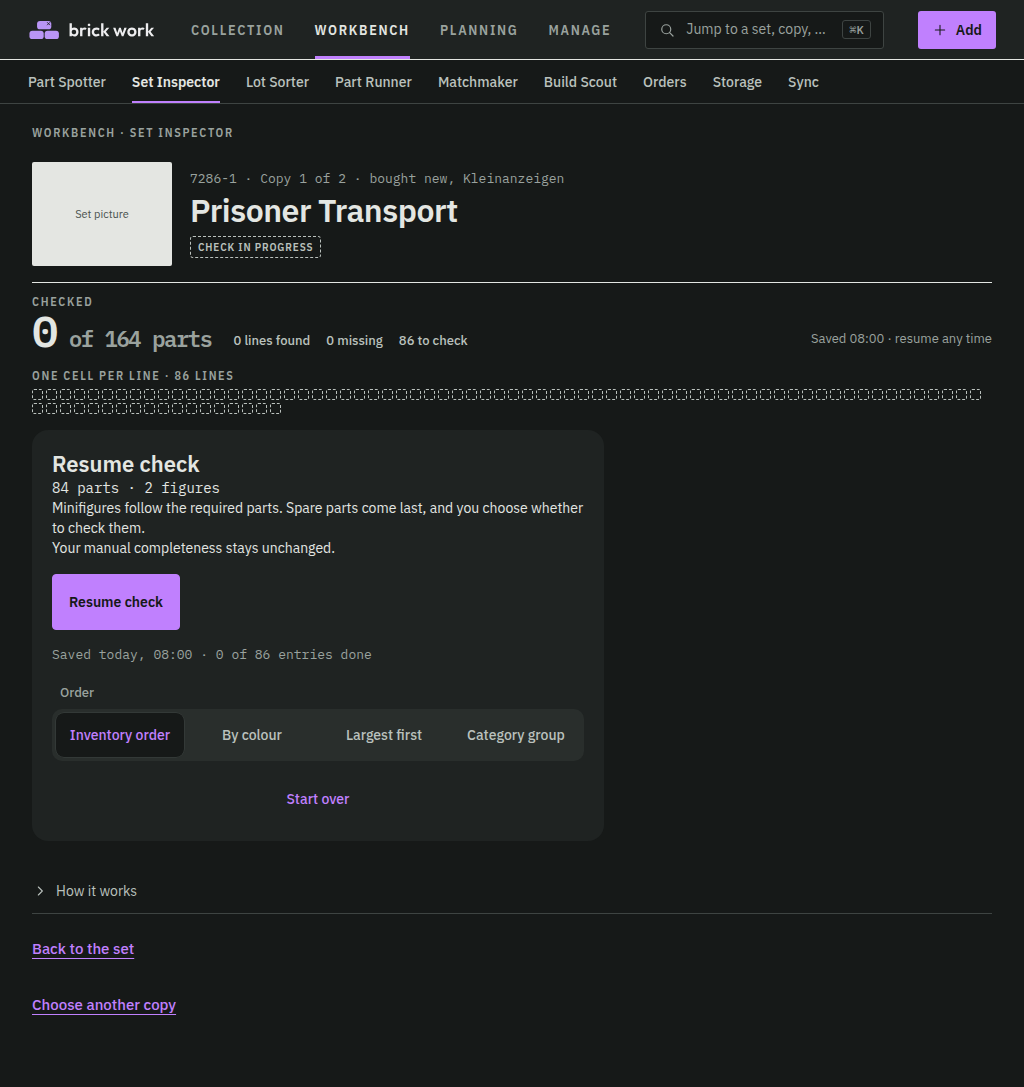 brick work
COLLECTION
WORKBENCH
PLANNING
MANAGE
Jump to a set, copy, ...
⌘K
+ Add
Part Spotter
Set Inspector
Lot Sorter
Part Runner
Matchmaker
Build Scout
Orders
Storage
Sync
WORKBENCH · SET INSPECTOR
Set picture
7286-1 · Copy 1 of 2 · bought new, Kleinanzeigen
Prisoner Transport
CHECK IN PROGRESS
CHECKED
0 of 164 parts
0 lines found
0 missing
86 to check
Saved 08:00 · resume any time
ONE CELL PER LINE · 86 LINES
Resume check
84 parts · 2 figures
Minifigures follow the required parts. Spare parts come last, and you choose whether
to check them.
Your manual completeness stays unchanged.
Resume check
Saved today, 08:00 · 0 of 86 entries done
Order
Inventory order
By colour
Largest first
Category group
Start over
How it works
Back to the set
Choose another copy